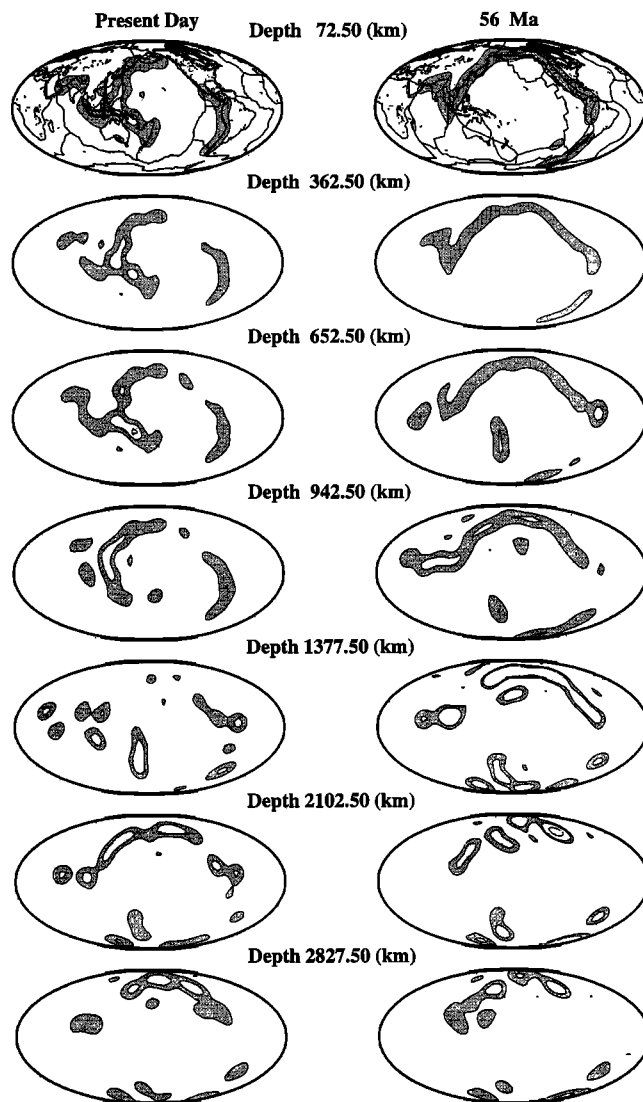 Present Day
56 Ma
Depth 72.50 (km)
Depth 362.50 (km)
Depth 652.50 (km)
Depth 942.50 (km)
Depth 1377.50 (km)
Depth 2102.50 (km)
Depth 2827.50 (km)